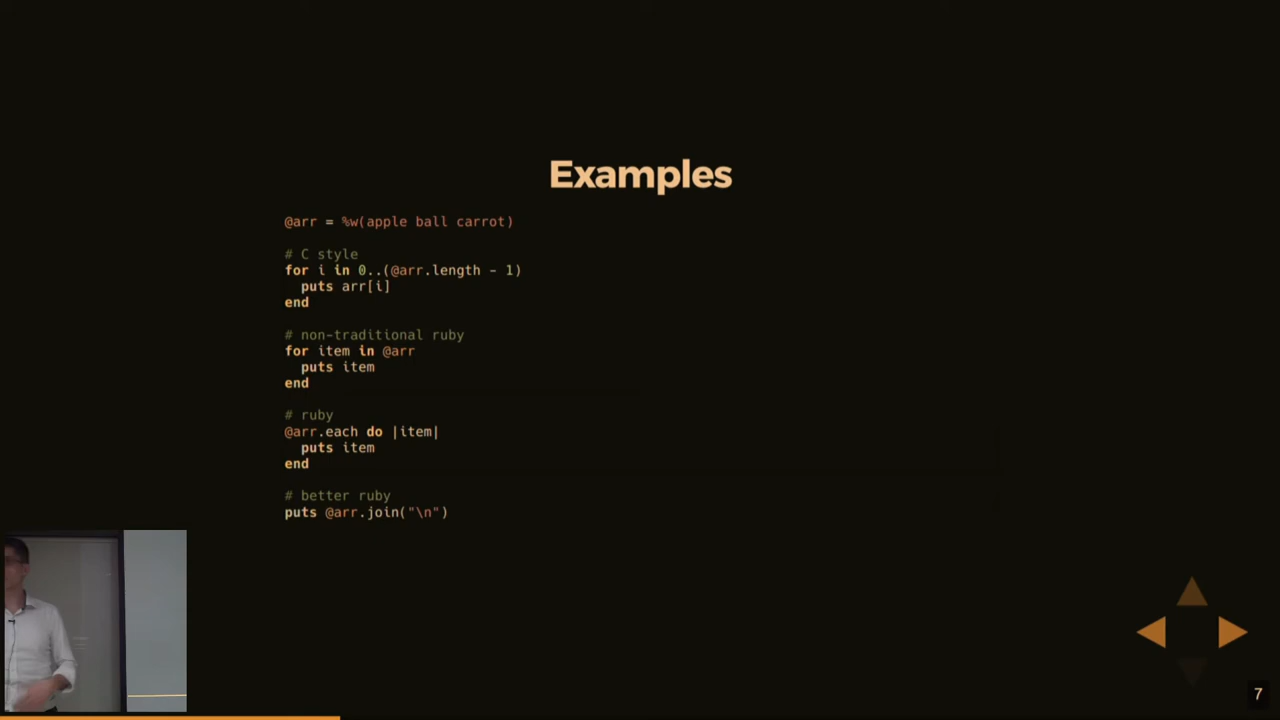 Examples
@arr = %w(apple ball carrot)
# C style
for i in 0..(@arr.length - 1)
  puts arr[i]
end
# non-traditional ruby
for item in @arr
  puts item
end
# ruby
@arr.each do |item|
  puts item
end
# better ruby
puts @arr.join("\n")
7